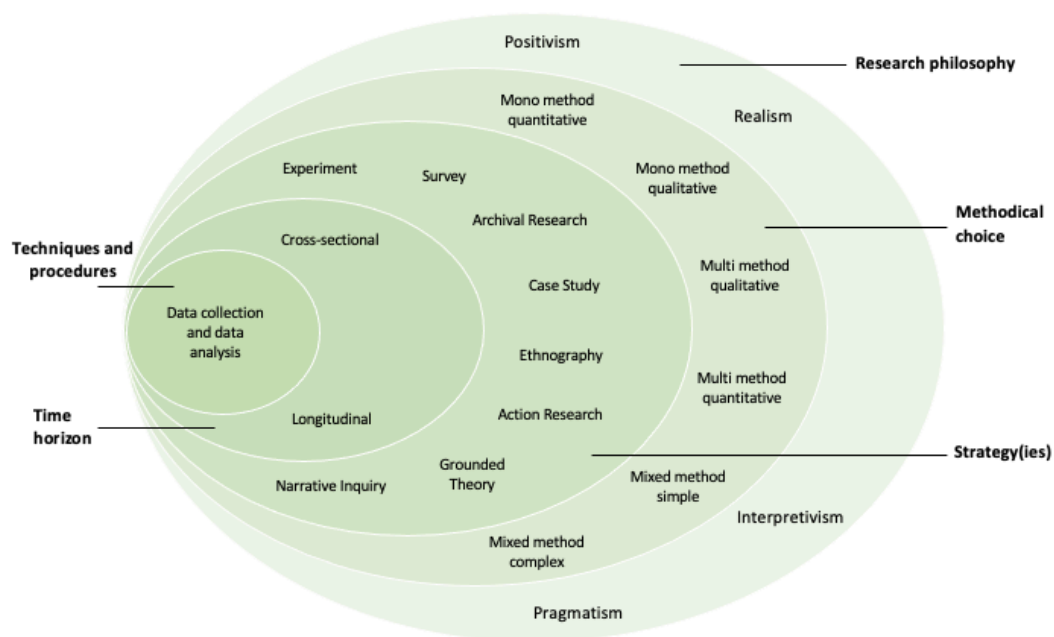 Positivism
Research philosophy
Mono method
quantitative
Realism
Experiment
Survey
Mono method
qualitative
Archival Research
Methodical
choice
Cross-sectional
Techniques and
procedures
Multi method
qualitative
Case Study
Data collection
and data
analysis
Ethnography
Multi method
quantitative
Time
horizon
Longitudinal
Action Research
Strategy(ies)
Grounded
Theory
Narrative Inquiry
Mixed method
simple
Interpretivism
Mixed method
complex
Pragmatism